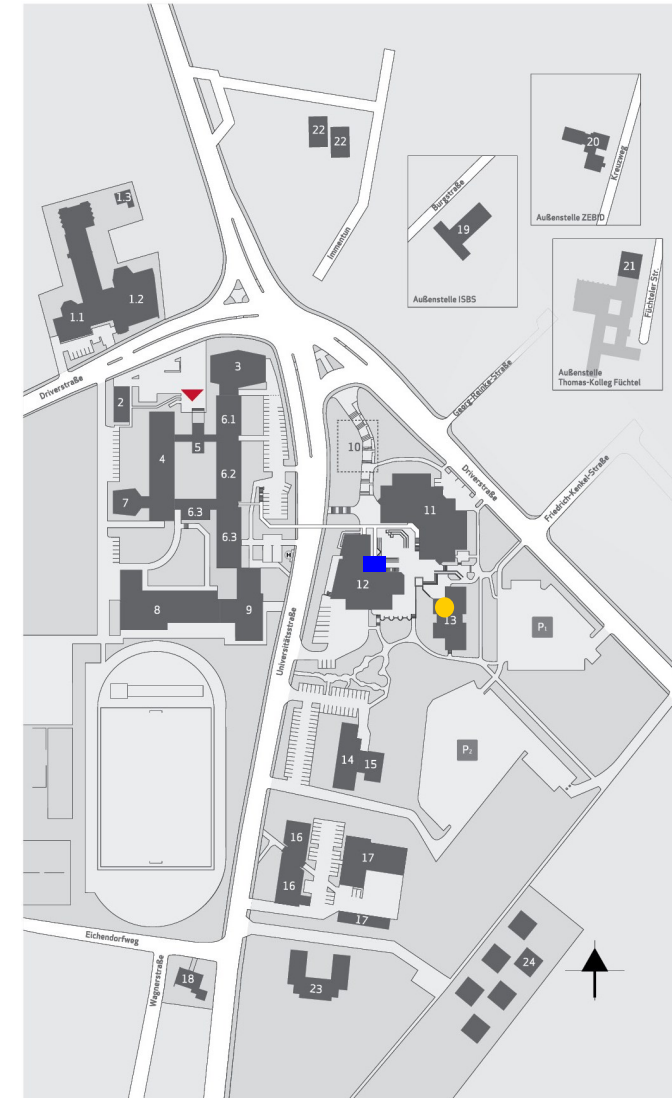 22
22
20
Kreuzweg
Außenstelle ZEBiD
Burgstraße
19
Außenstelle ISBS
Immentun
1.3
1.2
1.1
21
Füchteler Str.
Außenstelle
Thomas-Kolleg Füchtel
Driverstraße
3
2
6.1
5
4
6.2
7
6.3
6.3
Georg-Reinke-Straße
10
Driverstraße
Friedrich-Kenkel-Straße
11
H
12
13
P1
8
9
Universitätsstraße
14
15
P2
16
17
16
17
Eichendorfweg
Wagnerstraße
18
23
24